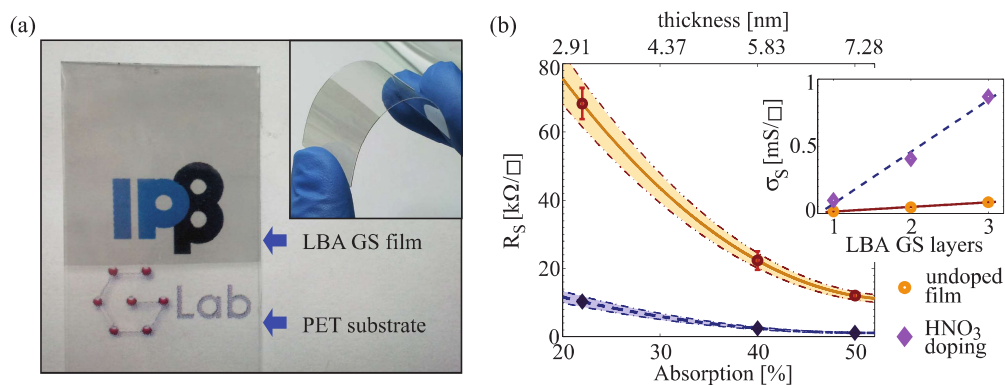 (a)
IPB
Lab
LBA GS film
PET substrate
(b)
thickness [nm]
2.91 4.37 5.83 7.28
80
60
40
20
0
R_S [kΩ/□]
20 30 40 50
Absorption [%]
1
0.5
0
σ_S [mS/□]
1 2 3
LBA GS layers
undoped
film
HNO₃
doping